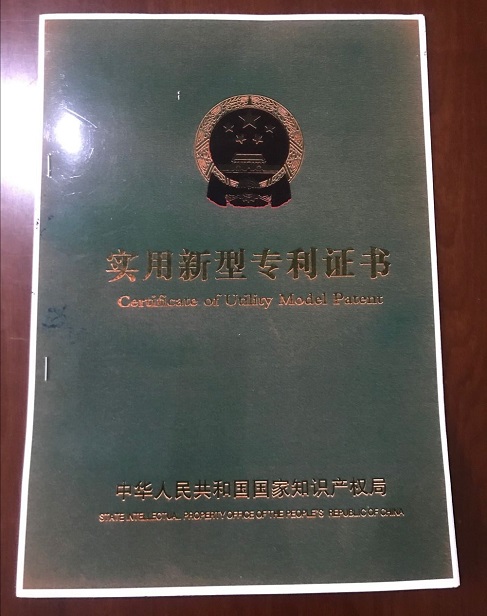 实用新型专利证书
Certificate of Utility Model Patent
中华人民共和国国家知识产权局
STATE INTELLECTUAL PROPERTY OFFICE OF THE PEOPLE'S REPUBLIC OF CHINA